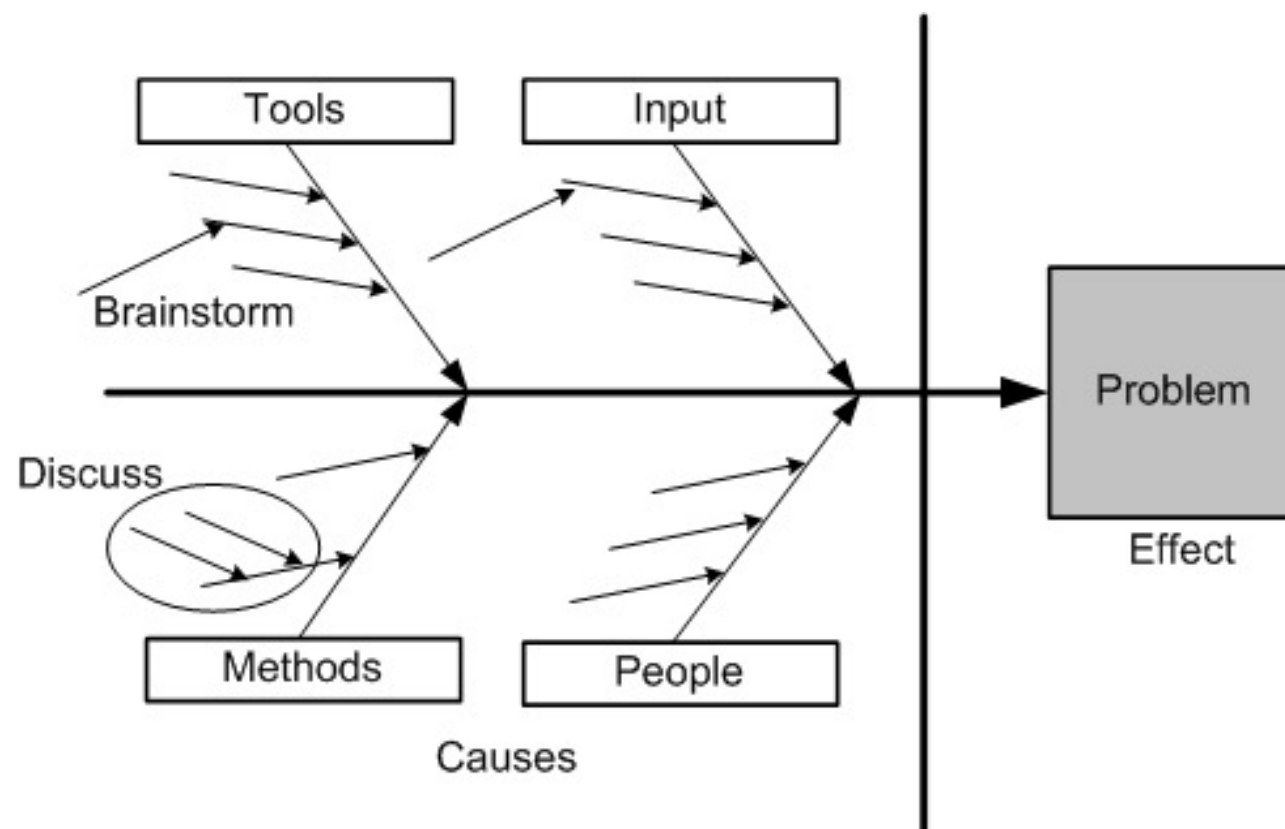 Tools
Input
Brainstorm
Problem
Discuss
Effect
Methods
People
Causes